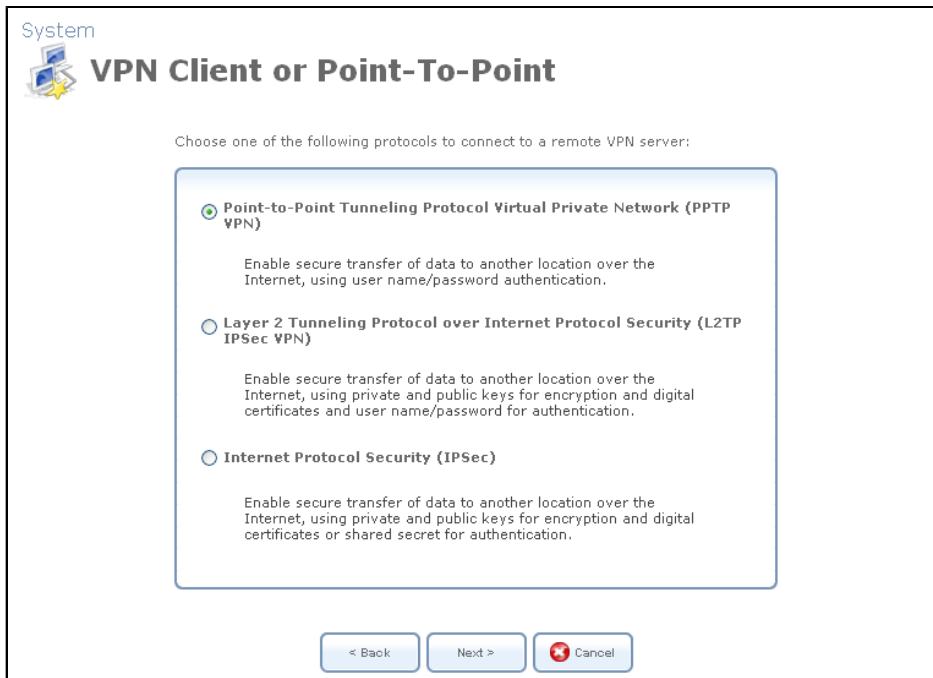 System
VPN Client or Point-To-Point
Choose one of the following protocols to connect to a remote VPN server:
Point-to-Point Tunneling Protocol Virtual Private Network (PPTP
VPN)
Enable secure transfer of data to another location over the
Internet, using user name/password authentication.
Layer 2 Tunneling Protocol over Internet Protocol Security (L2TP
IPSec VPN)
Enable secure transfer of data to another location over the
Internet, using private and public keys for encryption and digital
certificates and user name/password for authentication.
Internet Protocol Security (IPSec)
Enable secure transfer of data to another location over the
Internet, using private and public keys for encryption and digital
certificates or shared secret for authentication.
< Back Next > Cancel